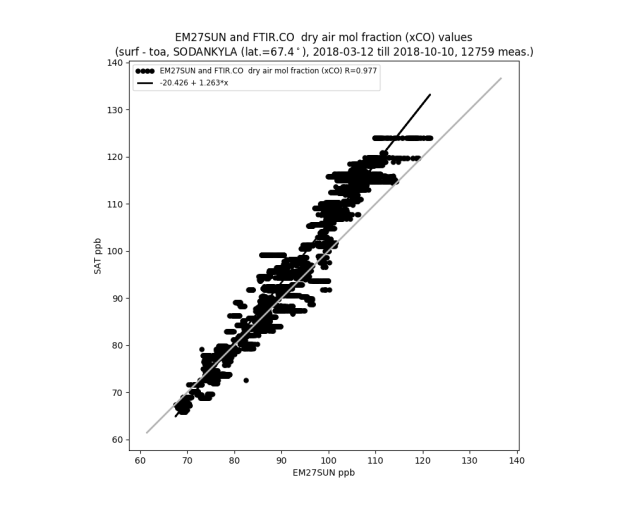 EM27SUN and FTIR.CO dry air mol fraction (xCO) values
(surf - toa, SODANKYLA (lat.=67.4˚), 2018-03-12 till 2018-10-10, 12759 meas.)
EM27SUN and FTIR.CO dry air mol fraction (xCO) R=0.977
-20.426 + 1.263*x
140
130
120
110
100
90
80
70
60
SAT ppb
60 70 80 90 100 110 120 130 140
EM27SUN ppb